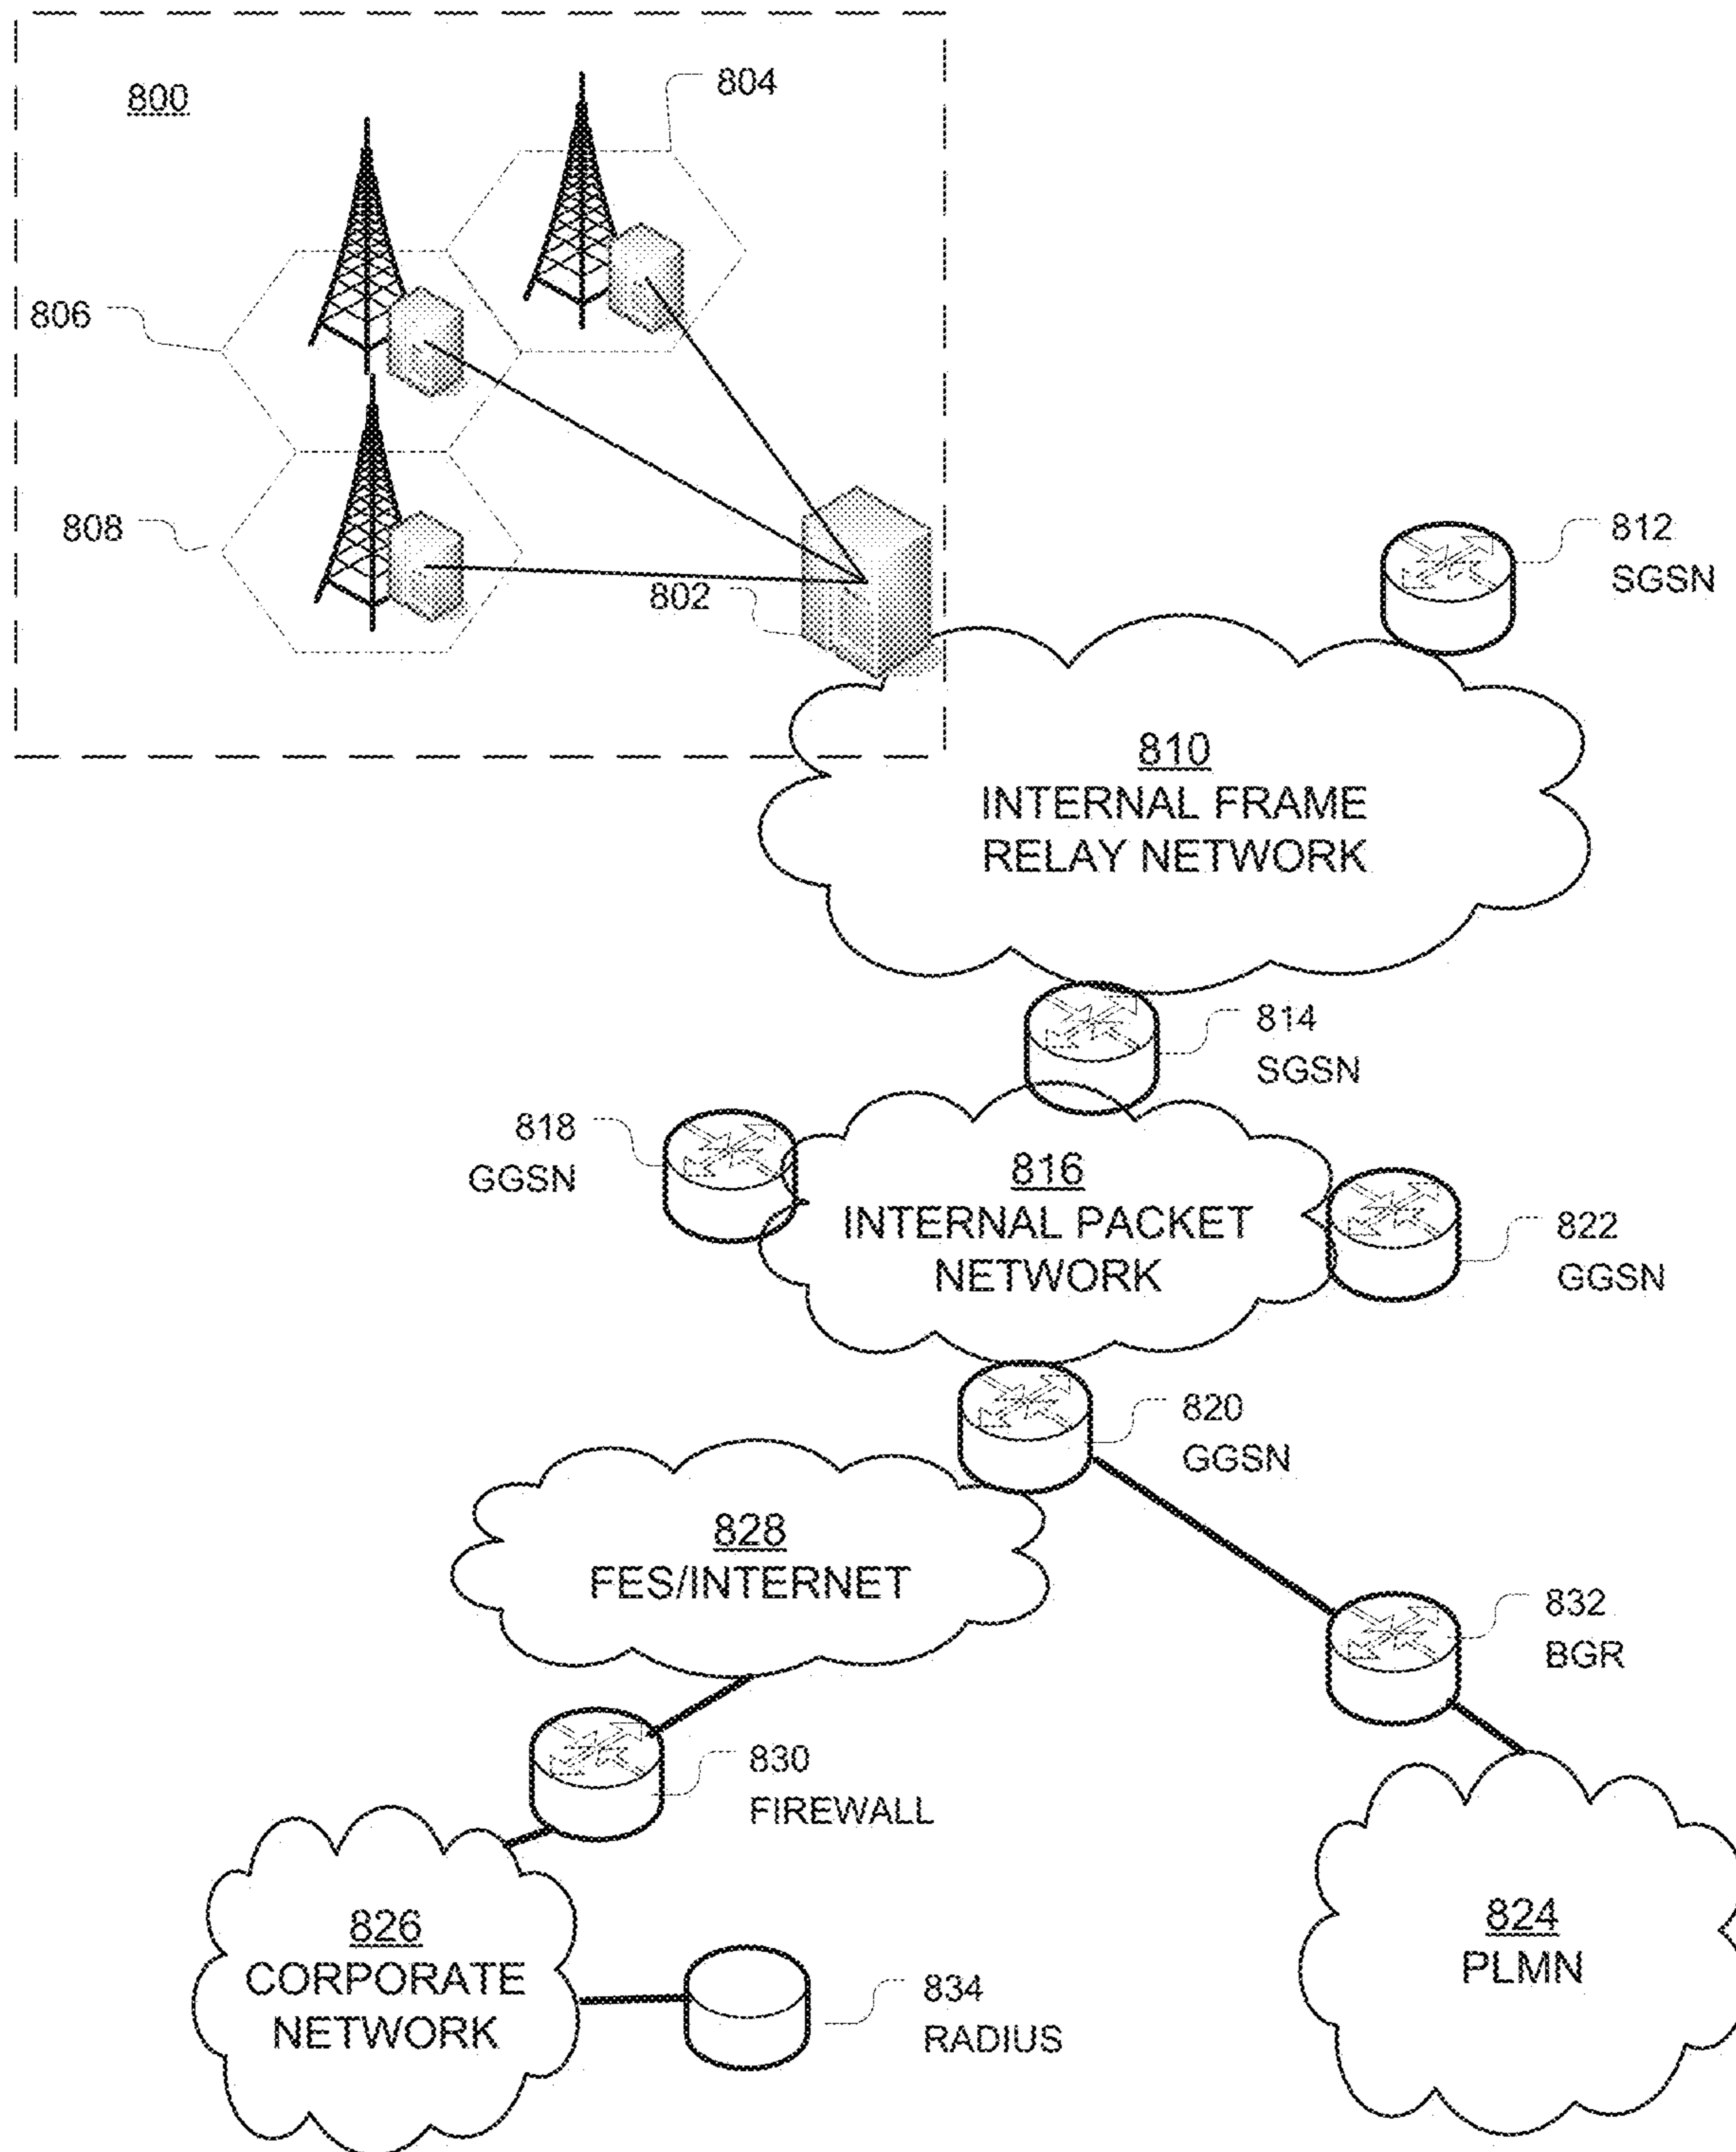 800
804
806
808
802
812
SGSN
810
INTERNAL FRAME
RELAY NETWORK
814
SGSN
818
GGSN
816
INTERNAL PACKET
NETWORK
822
GGSN
820
GGSN
828
FES/INTERNET
832
BGR
830
FIREWALL
826
CORPORATE
NETWORK
834
RADIUS
824
PLMN